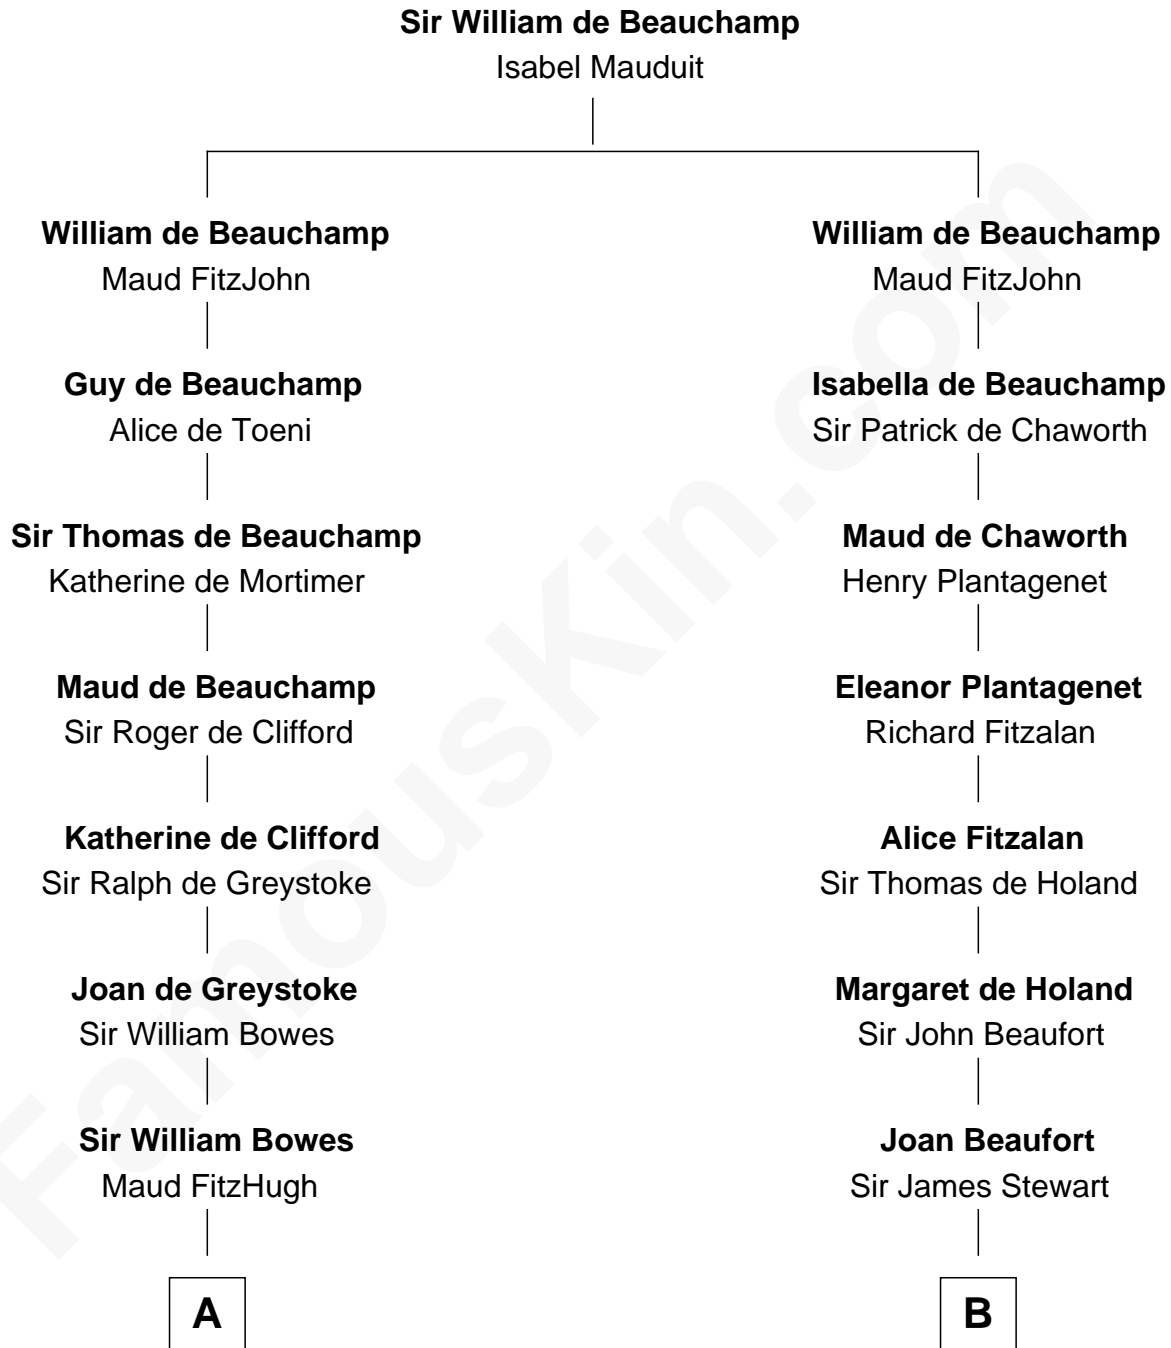 Sir William de Beauchamp
Isabel Mauduit
William de Beauchamp
Maud FitzJohn
Guy de Beauchamp
Alice de Toeni
Sir Thomas de Beauchamp
Katherine de Mortimer
Maud de Beauchamp
Sir Roger de Clifford
Katherine de Clifford
Sir Ralph de Greystoke
Joan de Greystoke
Sir William Bowes
Sir William Bowes
Maud FitzHugh
A
William de Beauchamp
Maud FitzJohn
Isabella de Beauchamp
Sir Patrick de Chaworth
Maud de Chaworth
Henry Plantagenet
Eleanor Plantagenet
Richard Fitzalan
Alice Fitzalan
Sir Thomas de Holand
Margaret de Holand
Sir John Beaufort
Joan Beaufort
Sir James Stewart
B
FamousKin.com